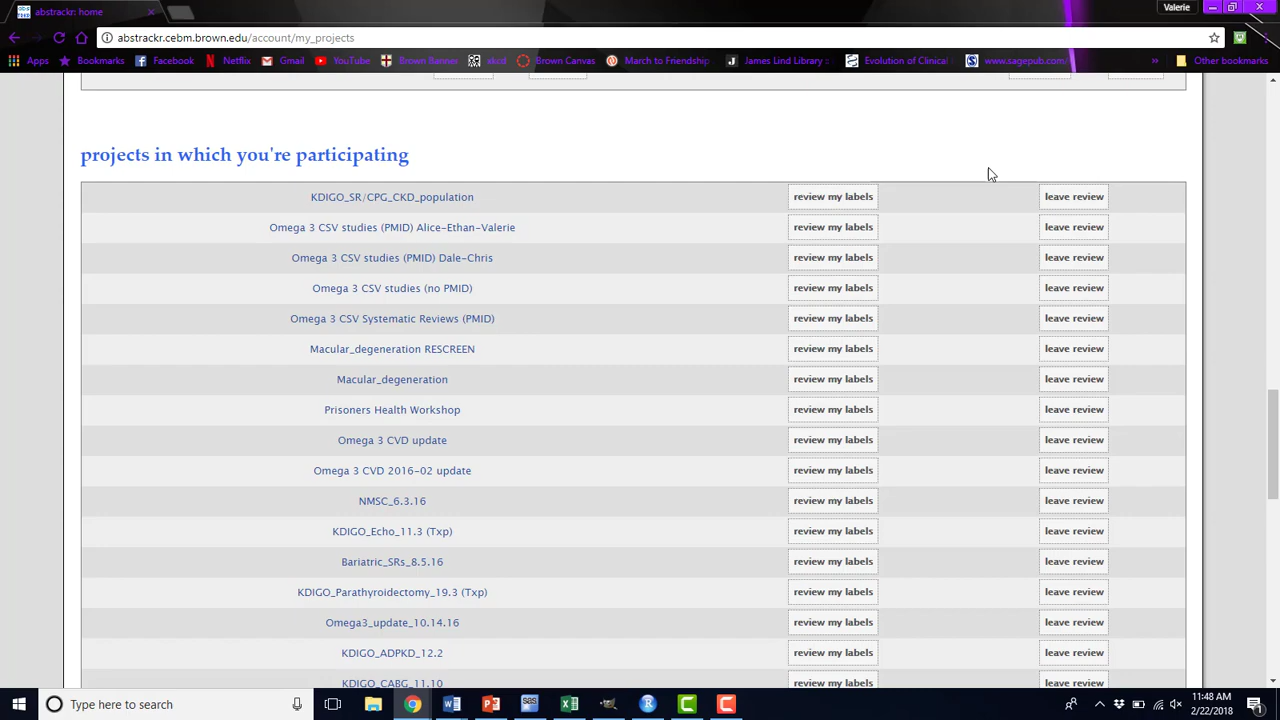 abstrackr: home
Valerie
abstrackr.cebm.brown.edu/account/my_projects
Apps Bookmarks Facebook Netflix Gmail YouTube Brown Banner xkcd Brown Canvas March to Friendship James Lind Library : Evolution of Clinical www.sagepub.com/ » Other bookmarks
projects in which you're participating
KDIGO_SR/CPG_CKD_population review my labels leave review
Omega 3 CSV studies (PMID) Alice-Ethan-Valerie review my labels leave review
Omega 3 CSV studies (PMID) Dale-Chris review my labels leave review
Omega 3 CSV studies (no PMID) review my labels leave review
Omega 3 CSV Systematic Reviews (PMID) review my labels leave review
Macular_degeneration RESCREEN review my labels leave review
Macular_degeneration review my labels leave review
Prisoners Health Workshop review my labels leave review
Omega 3 CVD update review my labels leave review
Omega 3 CVD 2016-02 update review my labels leave review
NMSC_6.3.16 review my labels leave review
KDIGO_Echo_11.3 (Txp) review my labels leave review
Bariatric_SRs_8.5.16 review my labels leave review
KDIGO_Parathyroidectomy_19.3 (Txp) review my labels leave review
Omega3_update_10.14.16 review my labels leave review
KDIGO_ADPKD_12.2 review my labels leave review
KDIGO_CABG_11.10 review my labels leave review
Type here to search
11:48 AM
2/22/2018